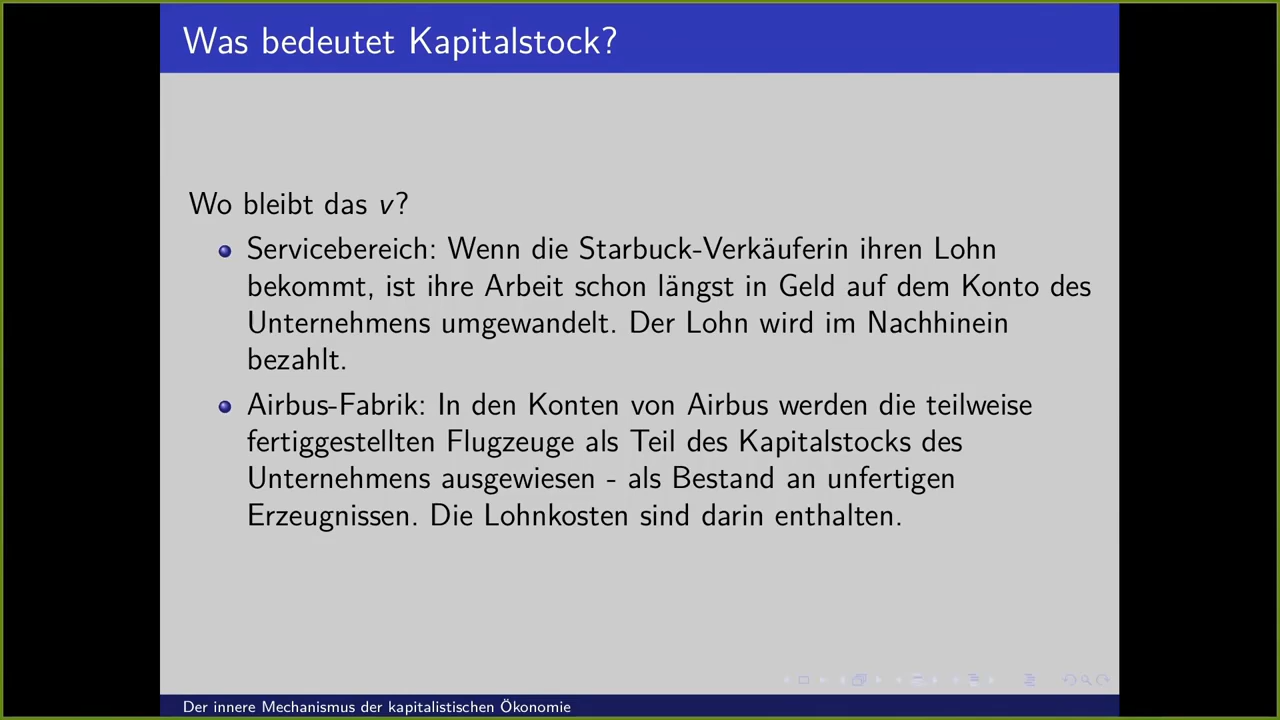 Was bedeutet Kapitalstock?
Wo bleibt das v?
Servicebereich: Wenn die Starbuck-Verkäuferin ihren Lohn
bekommt, ist ihre Arbeit schon längst in Geld auf dem Konto des
Unternehmens umgewandelt. Der Lohn wird im Nachhinein
bezahlt.
Airbus-Fabrik: In den Konten von Airbus werden die teilweise
fertiggestellten Flugzeuge als Teil des Kapitalstocks des
Unternehmens ausgewiesen - als Bestand an unfertigen
Erzeugnissen. Die Lohnkosten sind darin enthalten.
Der innere Mechanismus der kapitalistischen Ökonomie